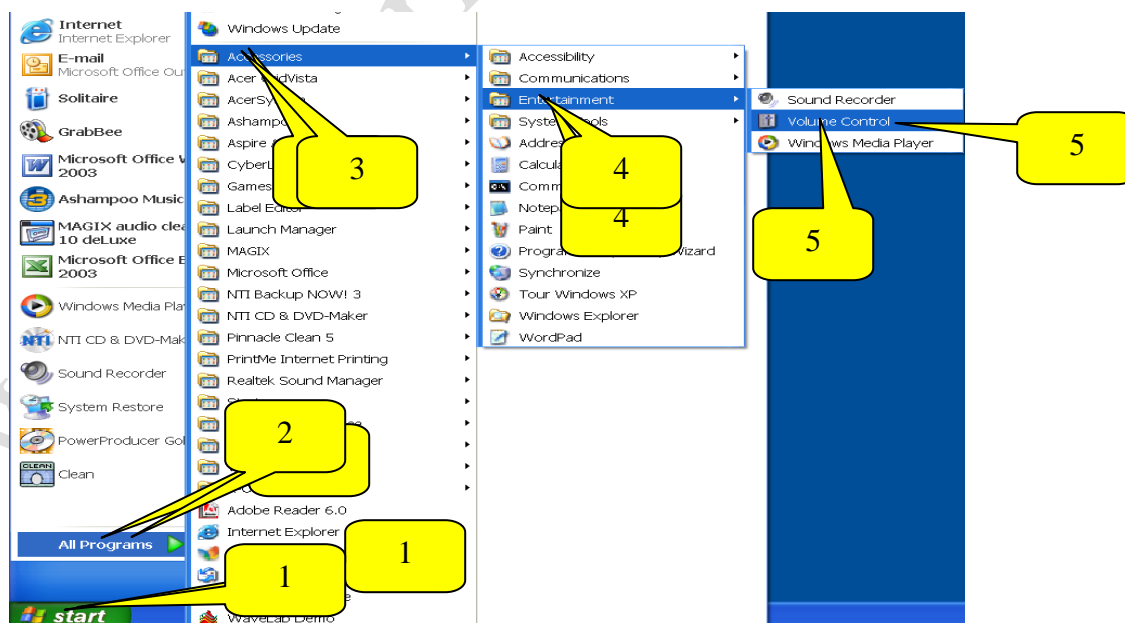 Internet
Internet Explorer
E-mail
Microsoft Office Ou
Solitaire
GrabBee
Microsoft Office
2003
Ashampoo Music
MAGIX audio clea
10 deLuxe
Microsoft Office E
2003
Windows Media Pla
NTI CD & DVD-Mak
Sound Recorder
System Restore
PowerProducer Gol
CLEAN
Clean
All Programs
start
Windows Update
Accessories
Acer GridVista
AcerSy
Ashampo
Aspire
CyberL
Games
Label Editor
Launch Manager
MAGIX
Microsoft Office
NTI Backup NOW! 3
NTI CD & DVD-Maker
Pinnacle Clean 5
PrintMe Internet Printing
Realtek Sound Manager
Adobe Reader 6.0
Internet Explorer
WaveLab Demo
Accessibility
Communications
Entertainment
System Tools
Addres
Calcula
Comm
Notepa
Paint
Program Wizard
Synchronize
Tour Windows XP
Windows Explorer
WordPad
Sound Recorder
Volume Control
Windows Media Player
3
4
4
5
5
2
1
1